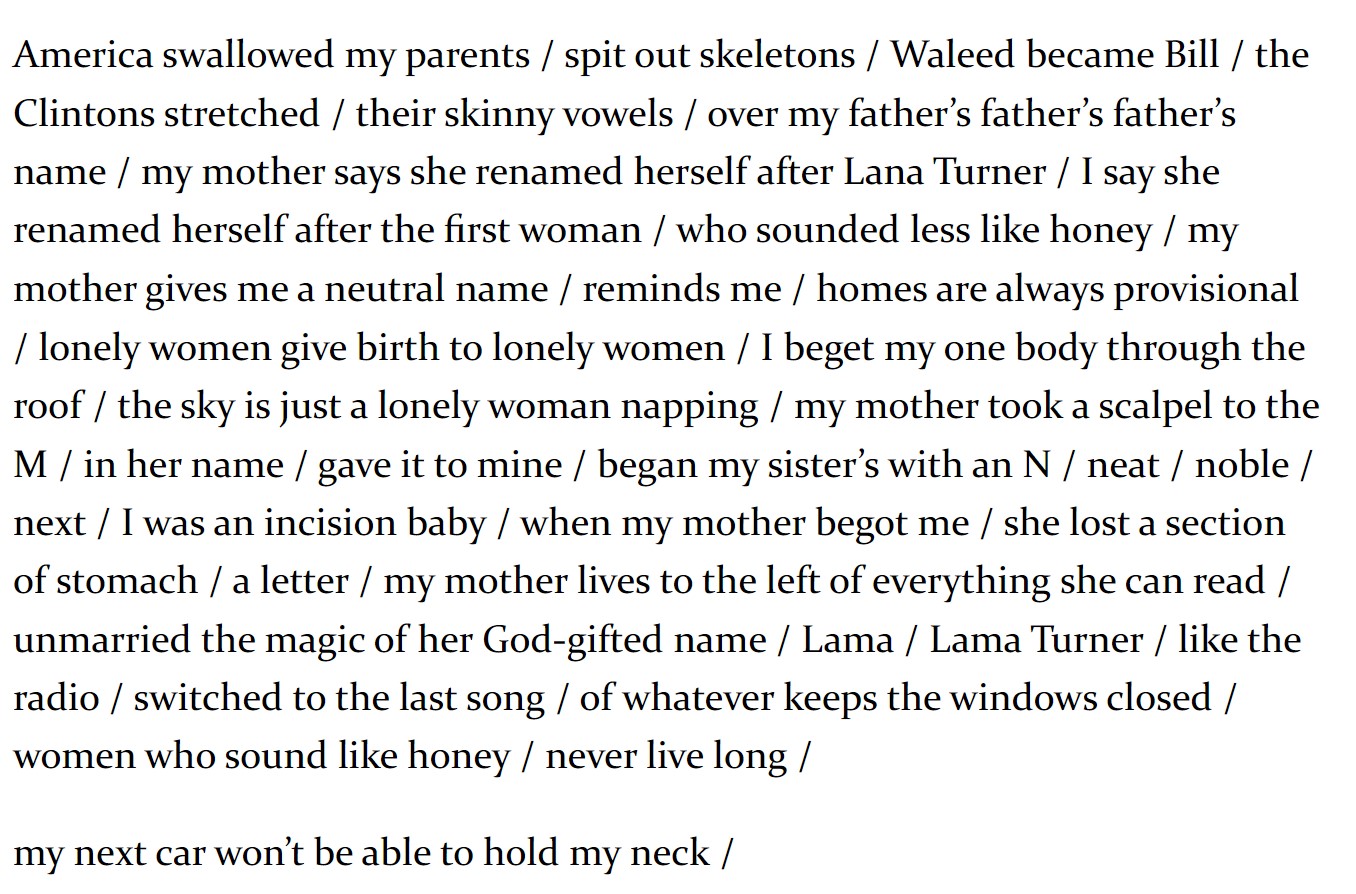 America swallowed my parents / spit out skeletons / Waleed became Bill / the
Clintons stretched / their skinny vowels / over my father’s father’s father’s
name / my mother says she renamed herself after Lana Turner / I say she
renamed herself after the first woman / who sounded less like honey / my
mother gives me a neutral name / reminds me / homes are always provisional
/ lonely women give birth to lonely women / I beget my one body through the
roof / the sky is just a lonely woman napping / my mother took a scalpel to the
M / in her name / gave it to mine / began my sister’s with an N / neat / noble /
next / I was an incision baby / when my mother begot me / she lost a section
of stomach / a letter / my mother lives to the left of everything she can read /
unmarried the magic of her God-gifted name / Lama / Lama Turner / like the
radio / switched to the last song / of whatever keeps the windows closed /
women who sound like honey / never live long /
my next car won’t be able to hold my neck /